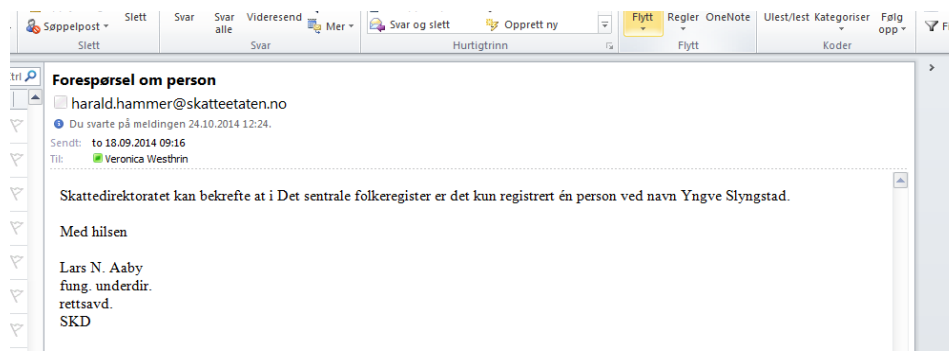 Slett Svar Svar Videresend Flytt Regler OneNote Ulest/lest Kategoriser Følg
Søppelpost alle Mer Svar og slett Opprett ny opp
Slett Svar Hurtigtrinn Flytt Koder
Forespørsel om person
harald.hammer@skatteetaten.no
Du svarte på meldingen 24.10.2014 12:24.
Sendt: to 18.09.2014 09:16
Til: Veronica Westhrin
Skattedirektoratet kan bekrefte at i Det sentrale folkeregister er det kun registrert én person ved navn Yngve Slyngstad.
Med hilsen
Lars N. Aaby
fung. underdir.
rettsavd.
SKD